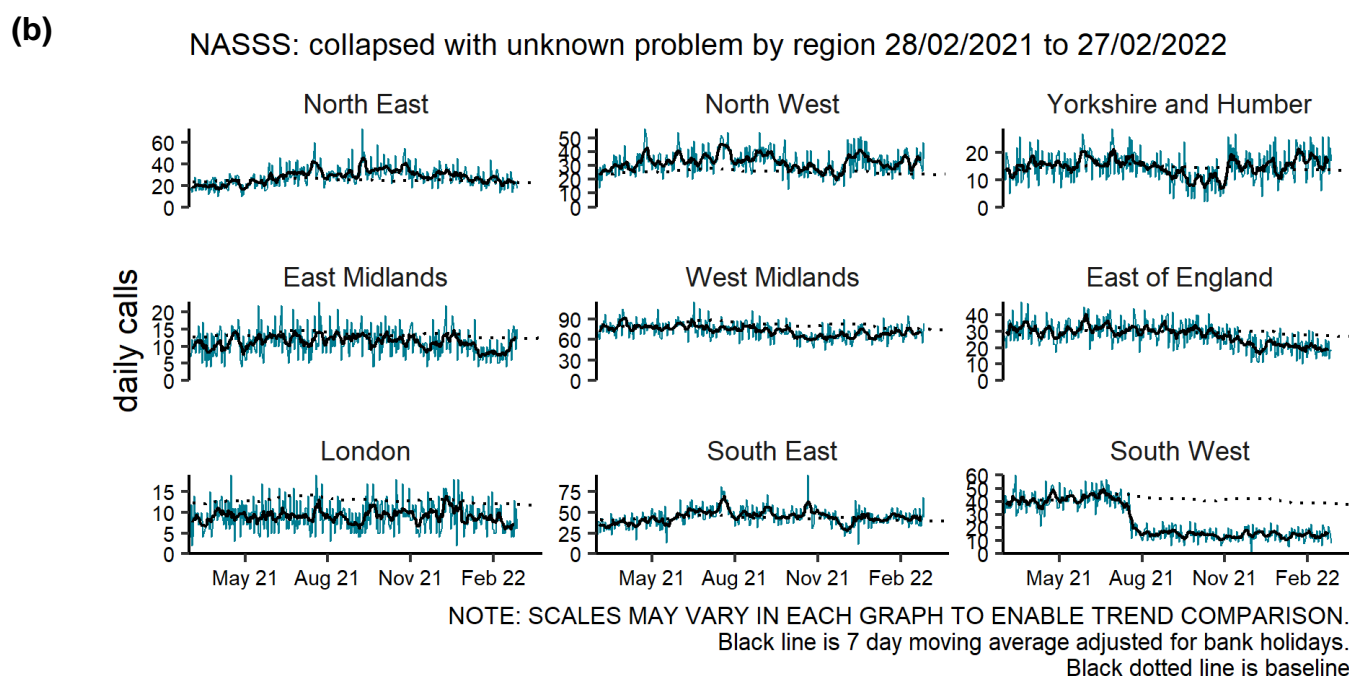 (b)
NASSS: collapsed with unknown problem by region 28/02/2021 to 27/02/2022
North East
North West
Yorkshire and Humber
60
40
20
0
50
40
30
20
10
0
20
10
0
daily calls
East Midlands
West Midlands
East of England
20
15
10
5
0
90
60
30
0
40
30
20
10
0
London
South East
South West
15
10
5
0
75
50
25
0
60
50
40
30
20
10
0
May 21 Aug 21 Nov 21 Feb 22
May 21 Aug 21 Nov 21 Feb 22
May 21 Aug 21 Nov 21 Feb 22
NOTE: SCALES MAY VARY IN EACH GRAPH TO ENABLE TREND COMPARISON.
Black line is 7 day moving average adjusted for bank holidays.
Black dotted line is baseline